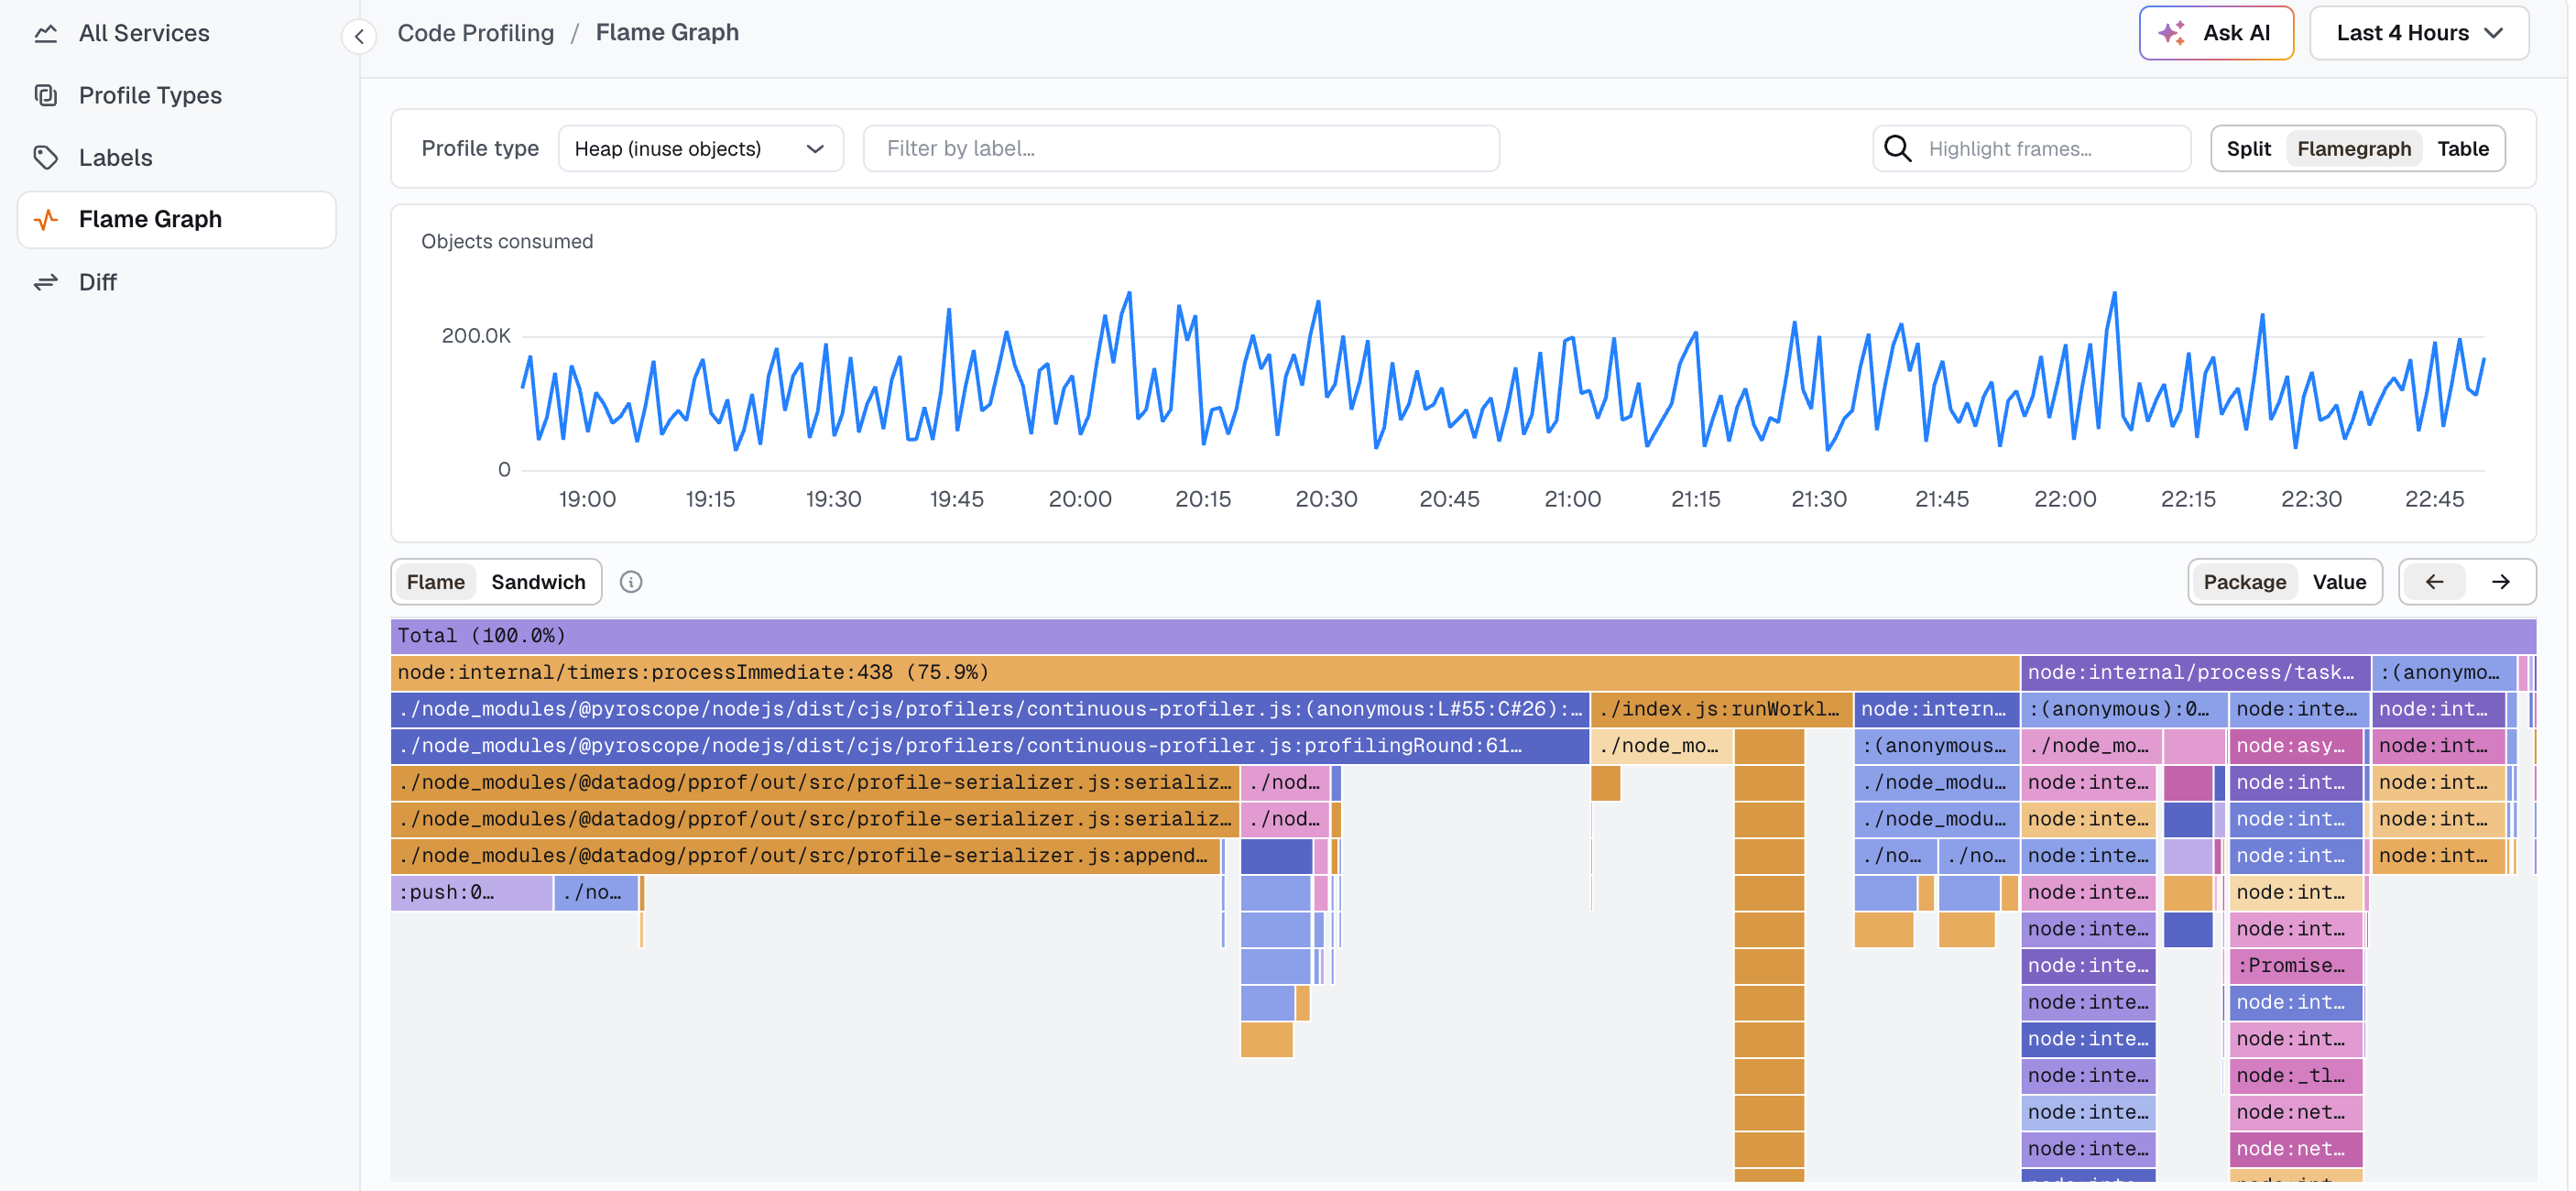 All Services
Profile Types
Labels
Flame Graph
Diff
Code Profiling / Flame Graph
Ask AI
Last 4 Hours
Profile type
Heap (inuse objects)
Filter by label...
Highlight frames...
Split Flamegraph Table
Objects consumed
200.0K
0
19:00 19:15 19:30 19:45 20:00 20:15 20:30 20:45 21:00 21:15 21:30 21:45 22:00 22:15 22:30 22:45
Flame Sandwich
Package Value
Total (100.0%)
node:internal/timers:processImmediate:438 (75.9%) node:internal/process/task… :(anonymo…
./node_modules/@pyroscope/nodejs/dist/cjs/profilers/continuous-profiler.js:(anonymous:L#55:C#26):… ./index.js:runWorkl… node:intern… :(anonymous):0… node:inte… node:int…
./node_modules/@pyroscope/nodejs/dist/cjs/profilers/continuous-profiler.js:profilingRound:61… ./node_mo… :(anonymous… ./node_mo… node:asy… node:int…
./node_modules/@datadog/pprof/out/src/profile-serializer.js:serializ… ./nod… ./node_modu… node:inte… node:int… node:int…
./node_modules/@datadog/pprof/out/src/profile-serializer.js:serializ… ./nod… ./node_modu… node:inte… node:int… node:int…
./node_modules/@datadog/pprof/out/src/profile-serializer.js:append… ./no… ./no… node:inte… node:int… node:int…
:push:0… ./no… node:inte… node:int…
node:inte… node:int…
node:inte… :Promise…
node:inte… node:int…
node:inte… node:int…
node:inte… node:_tl…
node:inte… node:net…
node:inte… node:net…